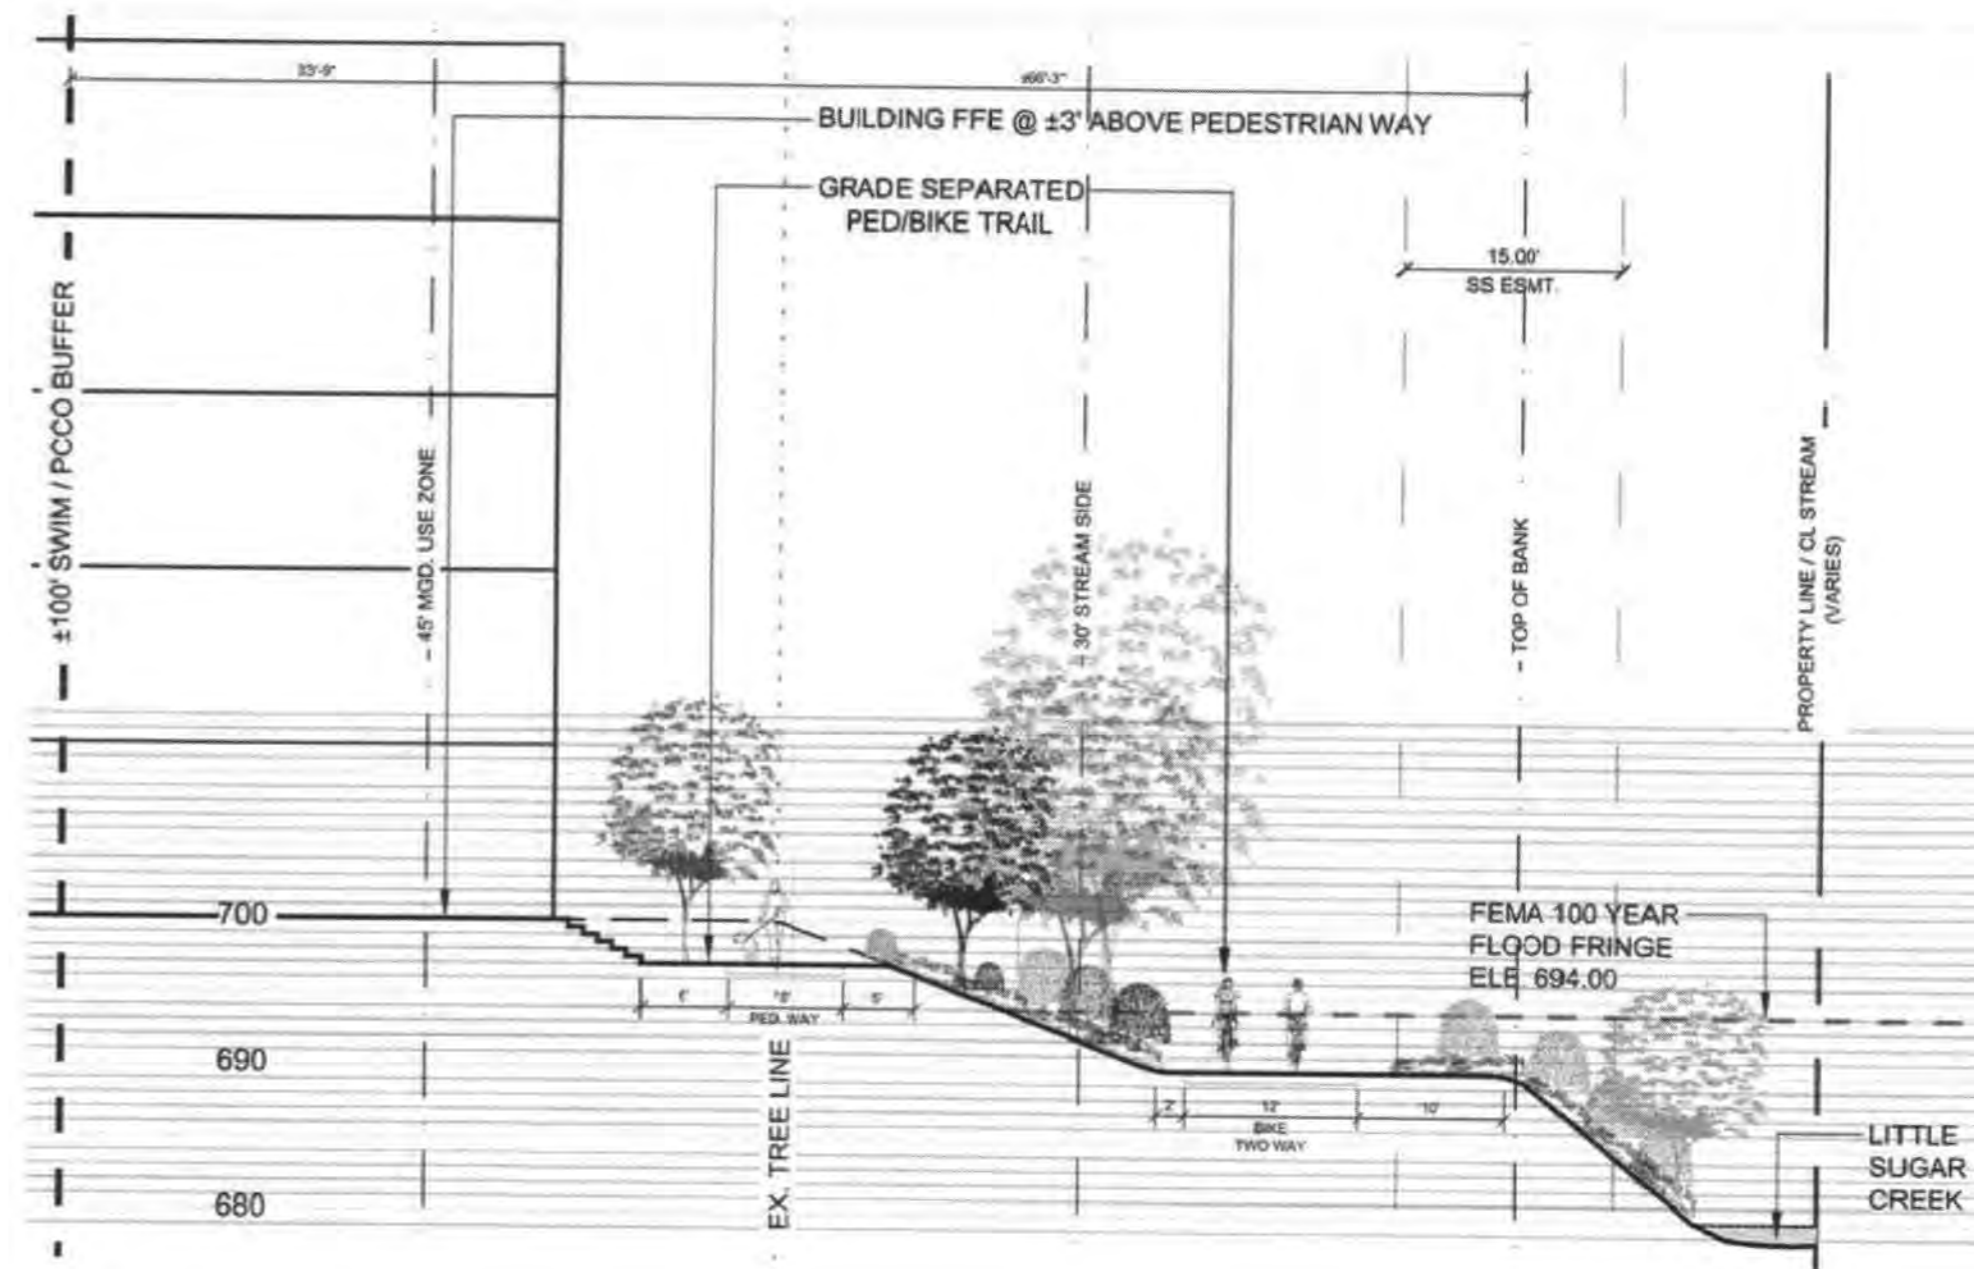 33'-9"
±66'-3"
BUILDING FFE @ ±3' ABOVE PEDESTRIAN WAY
GRADE SEPARATED
PED/BIKE TRAIL
15.00'
SS ESMT.
±100' SWIM / PCCO BUFFER
45' MGD. USE ZONE
30' STREAM SIDE
TOP OF BANK
PROPERTY LINE / CL STREAM
(VARIES)
700
FEMA 100 YEAR
FLOOD FRINGE
ELE 694.00
PED. WAY
690
EX. TREE LINE
2'
12'
10'
BIKE
TWO WAY
LITTLE
SUGAR
CREEK
680